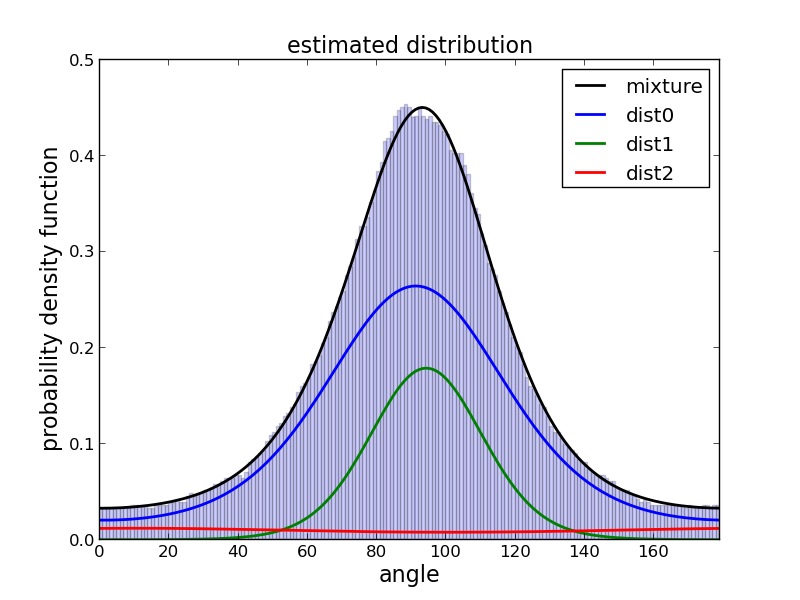 estimated distribution
probability density function
0.5
0.4
0.3
0.2
0.1
0.0
mixture
dist0
dist1
dist2
0 20 40 60 80 100 120 140 160
angle